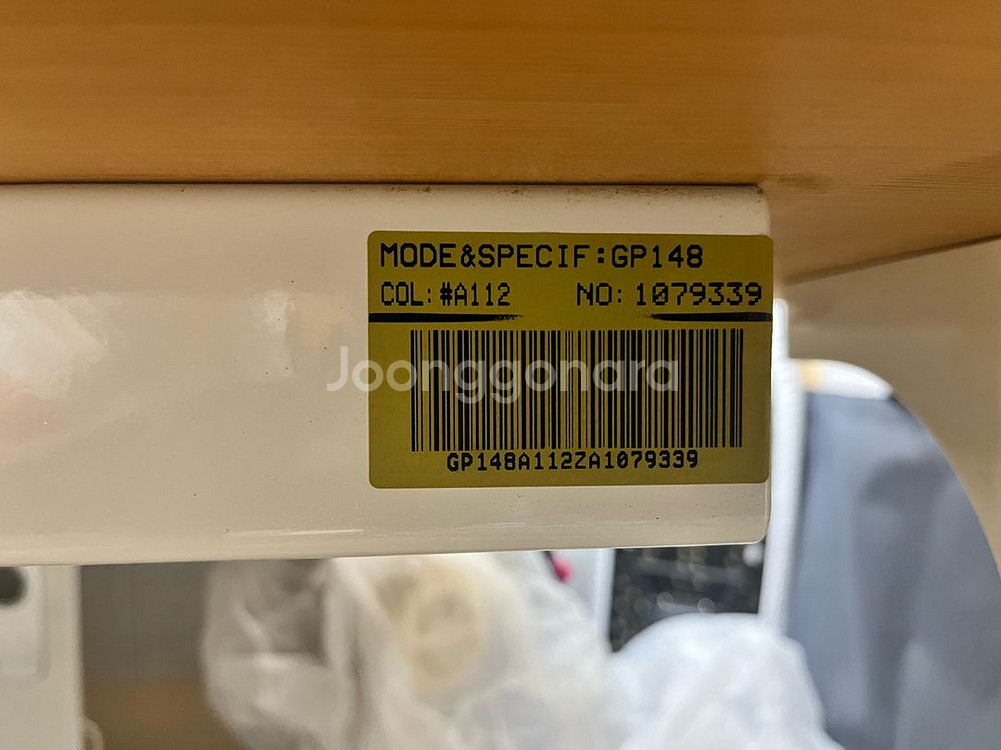 MODE&SPECIF:GP148
COL:#A112 NO:1079339
Joonggonara
GP148A112ZA1079339